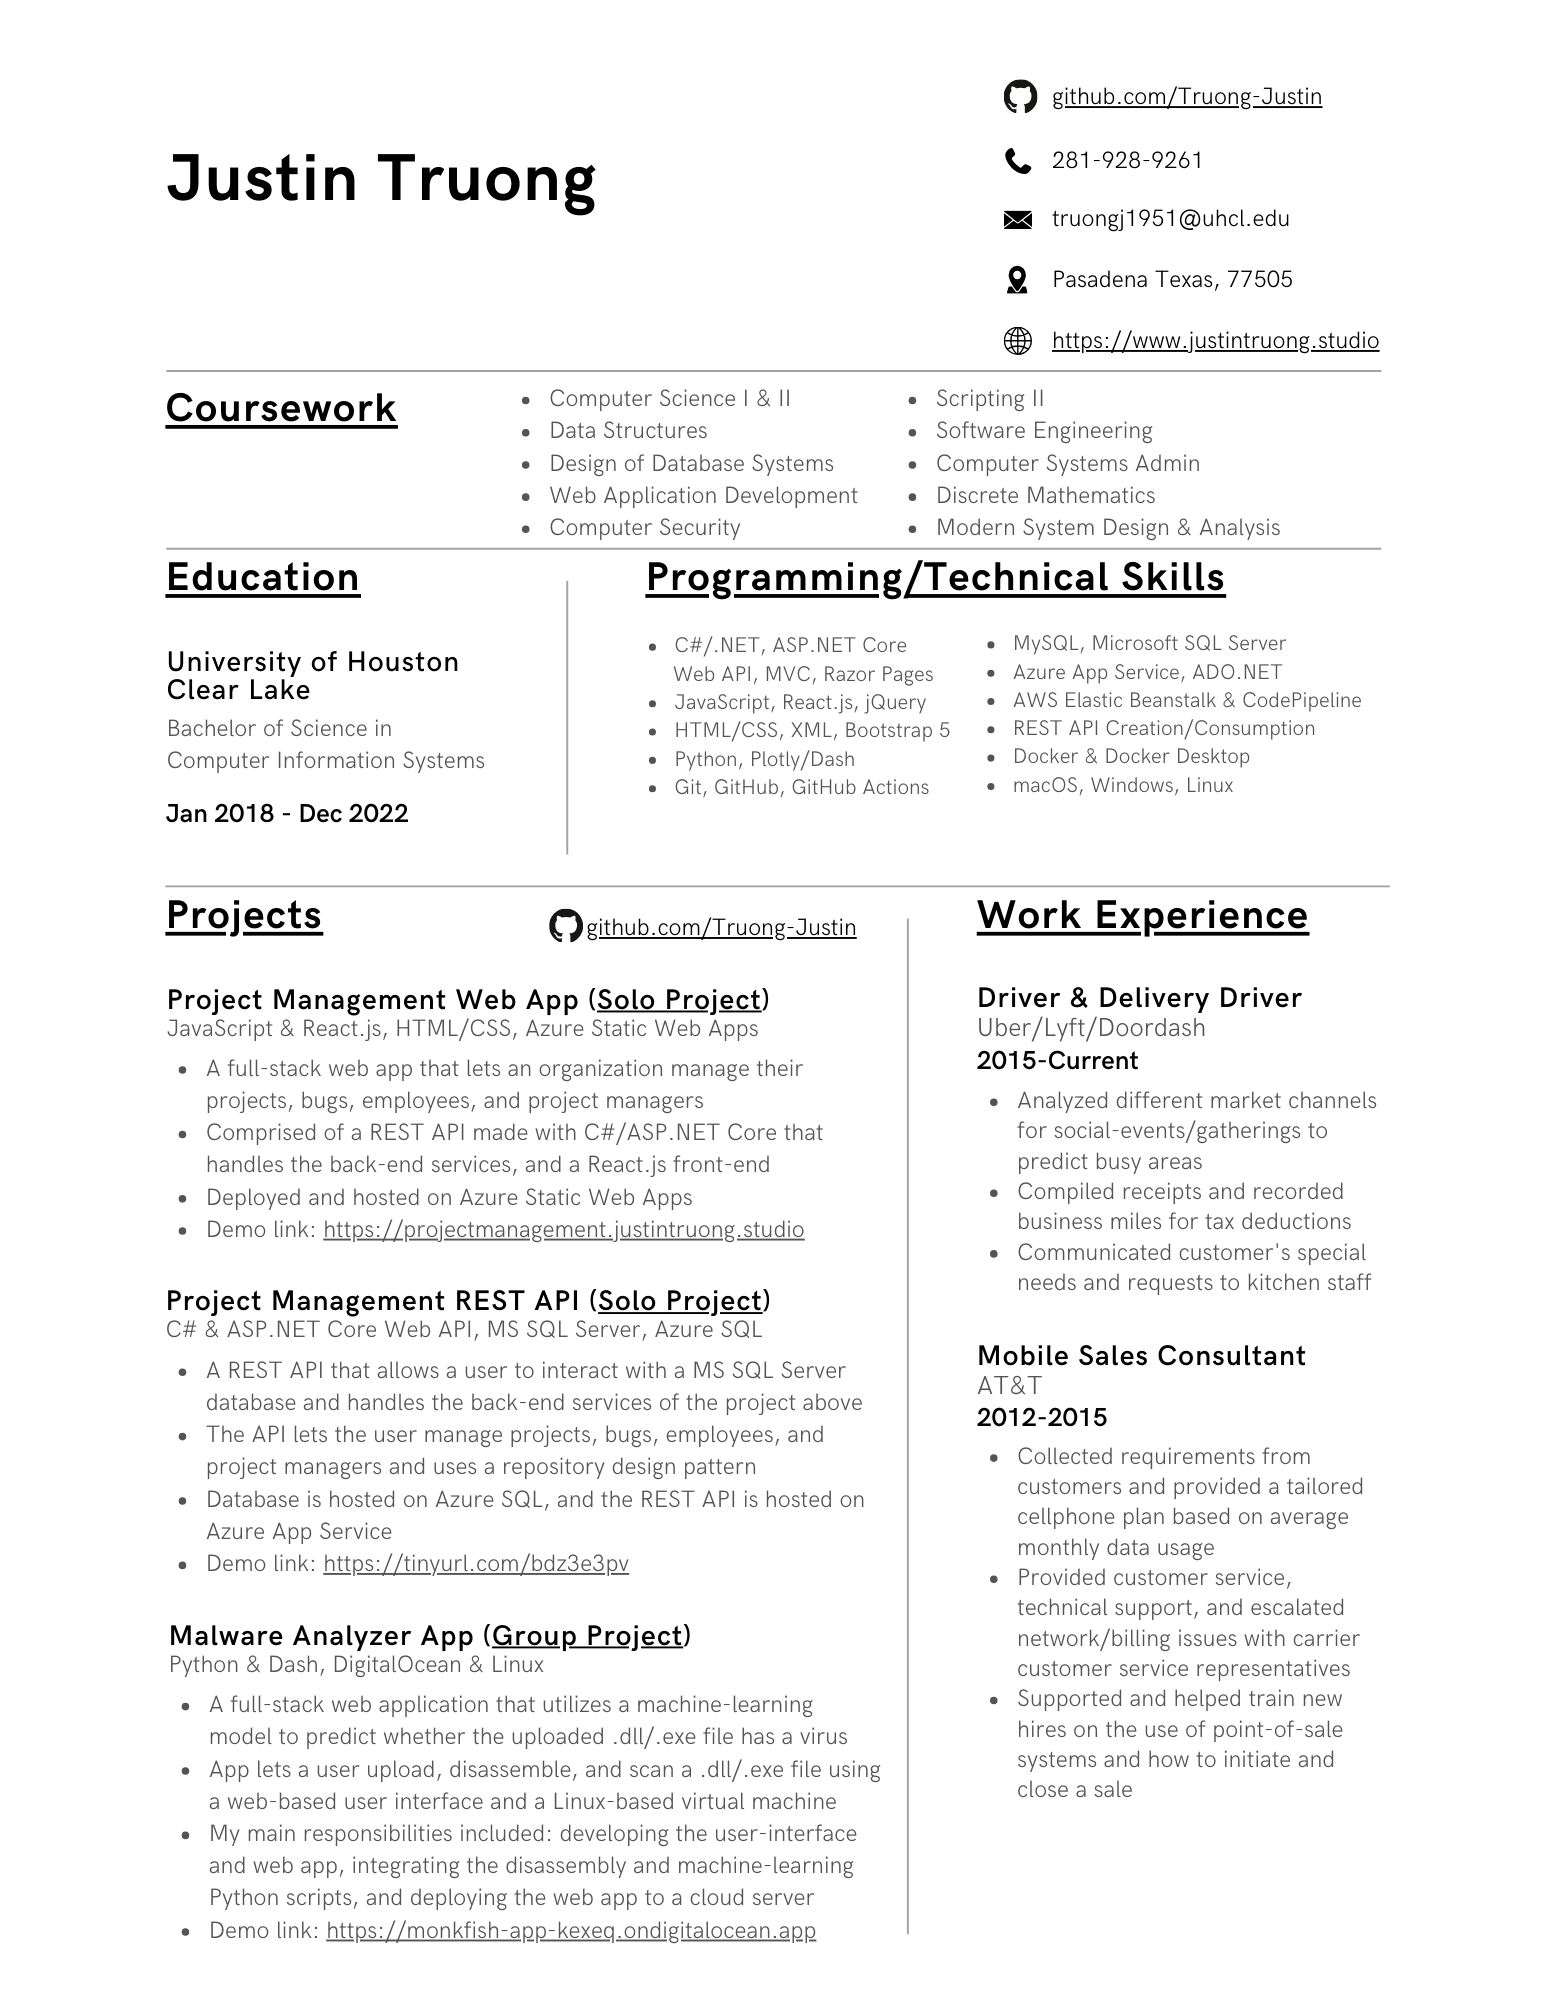 Justin Truong
github.com/Truong-Justin
281-928-9261
truongj1951@uhcl.edu
Pasadena Texas, 77505
https://www.justintruong.studio
Coursework
Computer Science I & II
Data Structures
Design of Database Systems
Web Application Development
Computer Security
Scripting II
Software Engineering
Computer Systems Admin
Discrete Mathematics
Modern System Design & Analysis
Education
University of Houston
Clear Lake
Bachelor of Science in
Computer Information Systems
Jan 2018 - Dec 2022
Programming/Technical Skills
C#/.NET, ASP.NET Core
Web API, MVC, Razor Pages
JavaScript, React.js, jQuery
HTML/CSS, XML, Bootstrap 5
Python, Plotly/Dash
Git, GitHub, GitHub Actions
MySQL, Microsoft SQL Server
Azure App Service, ADO.NET
AWS Elastic Beanstalk & CodePipeline
REST API Creation/Consumption
Docker & Docker Desktop
macOS, Windows, Linux
Projects
github.com/Truong-Justin
Project Management Web App (Solo Project)
JavaScript & React.js, HTML/CSS, Azure Static Web Apps
A full-stack web app that lets an organization manage their
projects, bugs, employees, and project managers
Comprised of a REST API made with C#/ASP.NET Core that
handles the back-end services, and a React.js front-end
Deployed and hosted on Azure Static Web Apps
Demo link: https://projectmanagement.justintruong.studio
Project Management REST API (Solo Project)
C# & ASP.NET Core Web API, MS SQL Server, Azure SQL
A REST API that allows a user to interact with a MS SQL Server
database and handles the back-end services of the project above
The API lets the user manage projects, bugs, employees, and
project managers and uses a repository design pattern
Database is hosted on Azure SQL, and the REST API is hosted on
Azure App Service
Demo link: https://tinyurl.com/bdz3e3pv
Malware Analyzer App (Group Project)
Python & Dash, DigitalOcean & Linux
A full-stack web application that utilizes a machine-learning
model to predict whether the uploaded .dll/.exe file has a virus
App lets a user upload, disassemble, and scan a .dll/.exe file using
a web-based user interface and a Linux-based virtual machine
My main responsibilities included: developing the user-interface
and web app, integrating the disassembly and machine-learning
Python scripts, and deploying the web app to a cloud server
Demo link: https://monkfish-app-kexeq.ondigitalocean.app
Work Experience
Driver & Delivery Driver
Uber/Lyft/Doordash
2015-Current
Analyzed different market channels
for social-events/gatherings to
predict busy areas
Compiled receipts and recorded
business miles for tax deductions
Communicated customer's special
needs and requests to kitchen staff
Mobile Sales Consultant
AT&T
2012-2015
Collected requirements from
customers and provided a tailored
cellphone plan based on average
monthly data usage
Provided customer service,
technical support, and escalated
network/billing issues with carrier
customer service representatives
Supported and helped train new
hires on the use of point-of-sale
systems and how to initiate and
close a sale